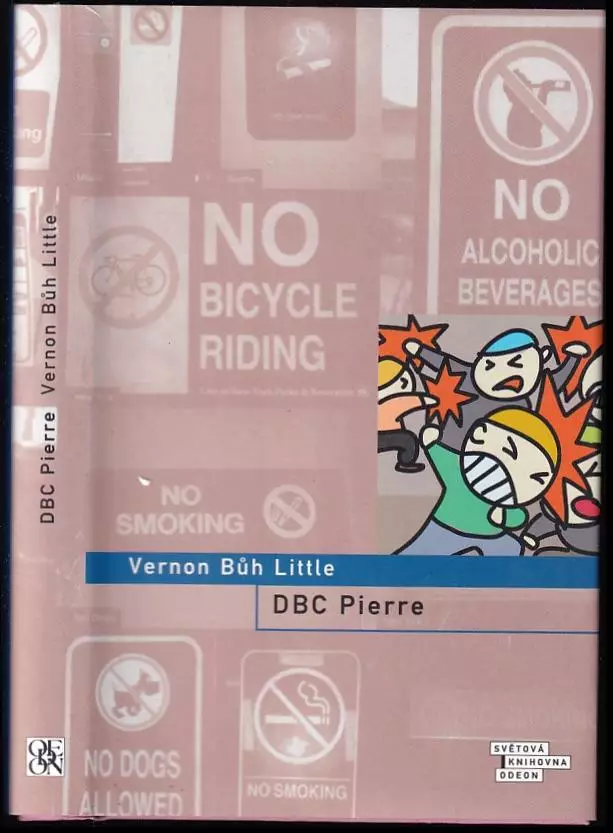 DBC Pierre Vernon Bůh Little
NO
ALCOHOLIC
BEVERAGES
NO
BICYCLE
RIDING
NO
SMOKING
Vernon Bůh Little
DBC Pierre
NO DOGS
ALLOWED
NO SMOKING
ODEON
SVĚTOVÁ
KNIHOVNA
ODEON